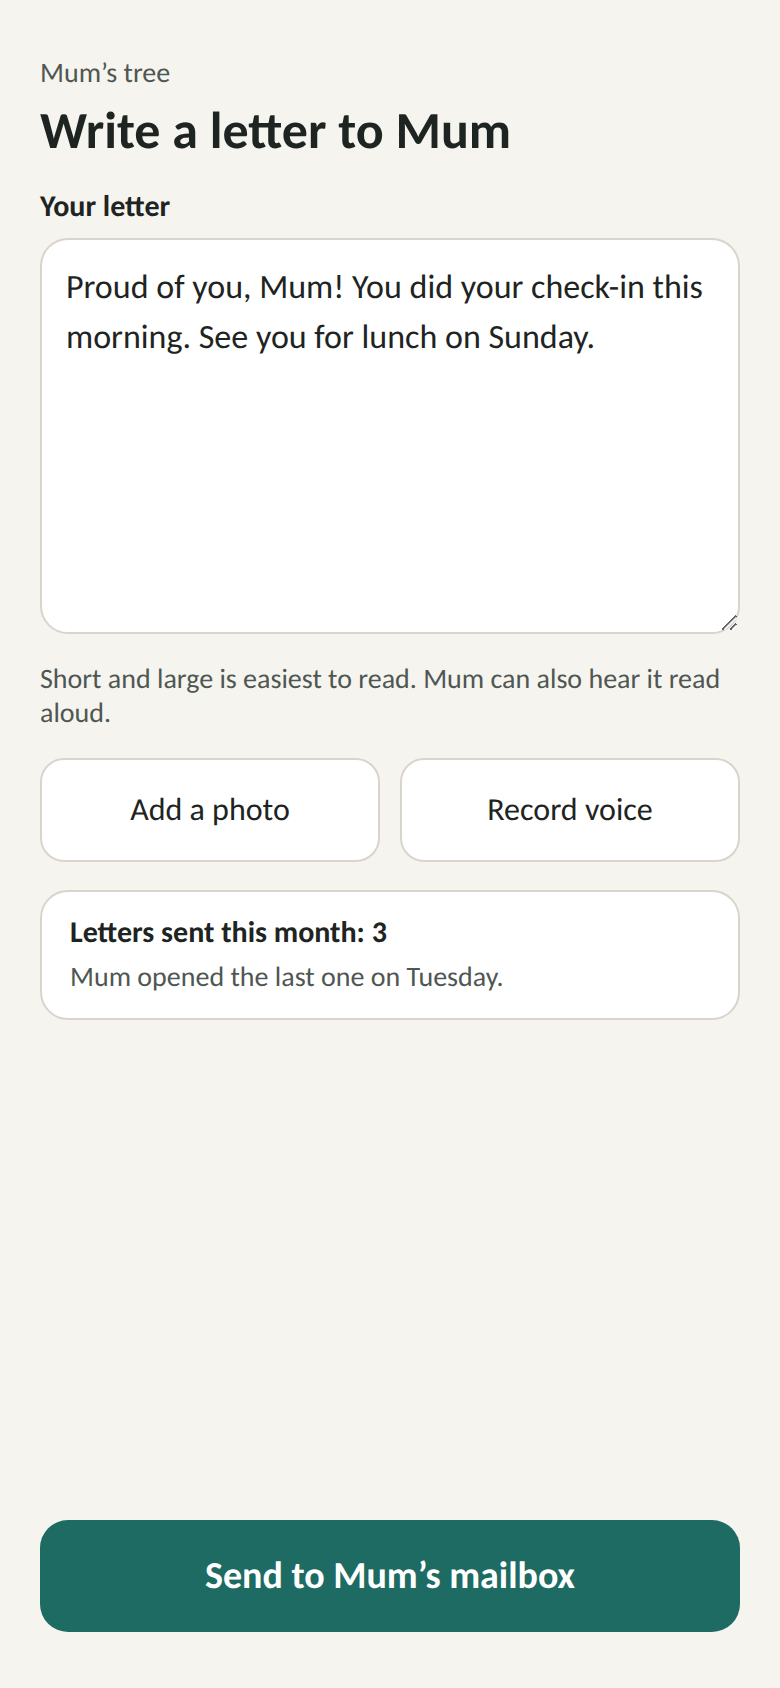 Mum’s tree
Write a letter to Mum
Your letter
Proud of you, Mum! You did your check-in this
morning. See you for lunch on Sunday.
Short and large is easiest to read. Mum can also hear it read
aloud.
Add a photo
Record voice
Letters sent this month: 3
Mum opened the last one on Tuesday.
Send to Mum’s mailbox